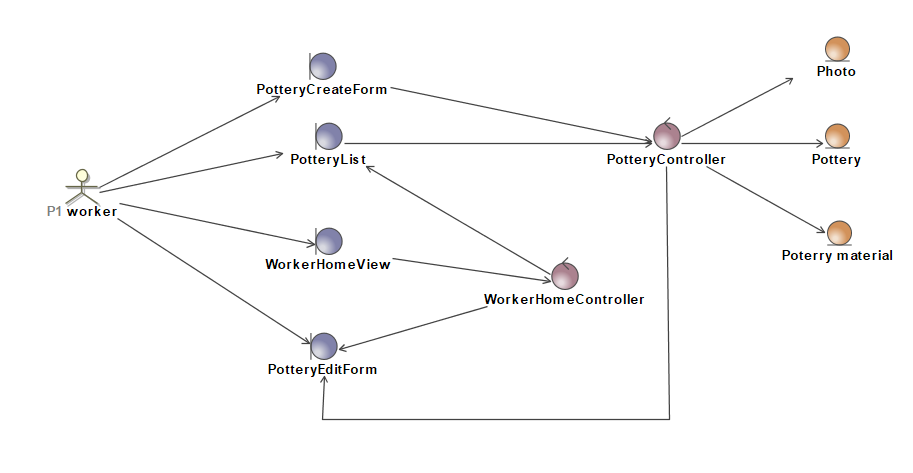 Photo
PotteryCreateForm
PotteryList
PotteryController
Pottery
P1 worker
WorkerHomeView
Poterry material
WorkerHomeController
PotteryEditForm